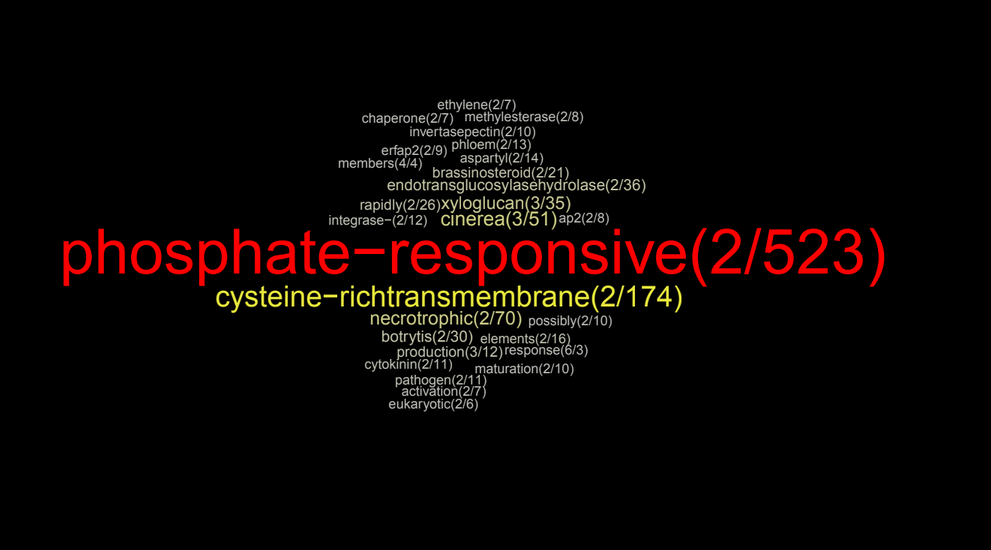 ethylene(2/7)
chaperone(2/7) methylesterase(2/8)
invertasepectin(2/10)
erfap2(2/9) phloem(2/13)
members(4/4) aspartyl(2/14)
brassinosteroid(2/21)
endotransglucosylasehydrolase(2/36)
rapidly(2/26) xyloglucan(3/35)
integrase−(2/12) cinerea(3/51) ap2(2/8)
phosphate−responsive(2/523)
cysteine−richtransmembrane(2/174)
necrotrophic(2/70) possibly(2/10)
botrytis(2/30) elements(2/16)
production(3/12) response(6/3)
cytokinin(2/11) maturation(2/10)
pathogen(2/11)
activation(2/7)
eukaryotic(2/6)